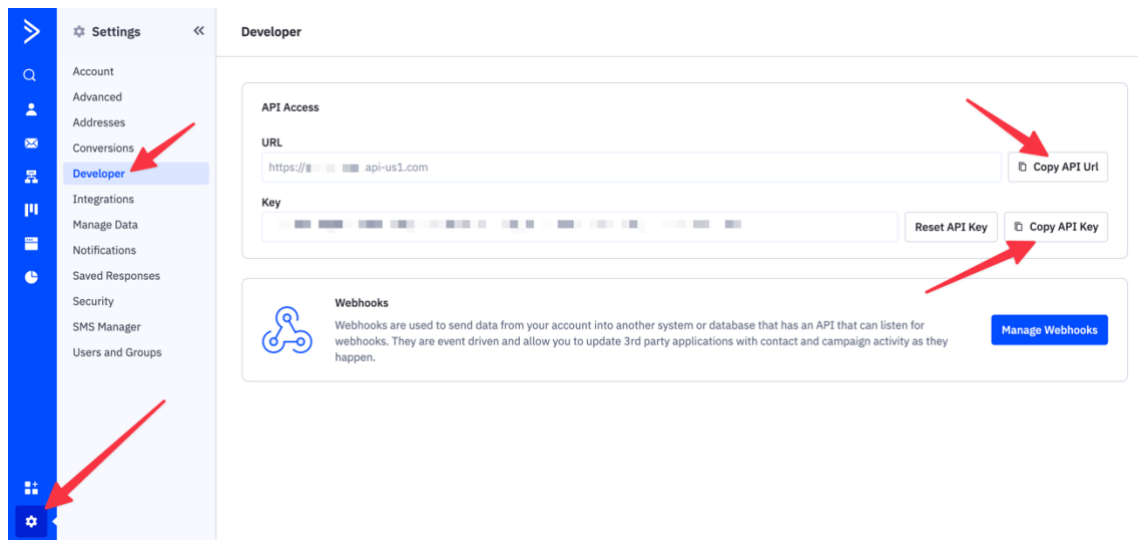 Settings
Account
Advanced
Addresses
Conversions
Developer
Integrations
Manage Data
Notifications
Saved Responses
Security
SMS Manager
Users and Groups
Developer
API Access
URL
https:// api-us1.com
Copy API Url
Key
Reset API Key
Copy API Key
Webhooks
Webhooks are used to send data from your account into another system or database that has an API that can listen for
webhooks. They are event driven and allow you to update 3rd party applications with contact and campaign activity as they
happen.
Manage Webhooks